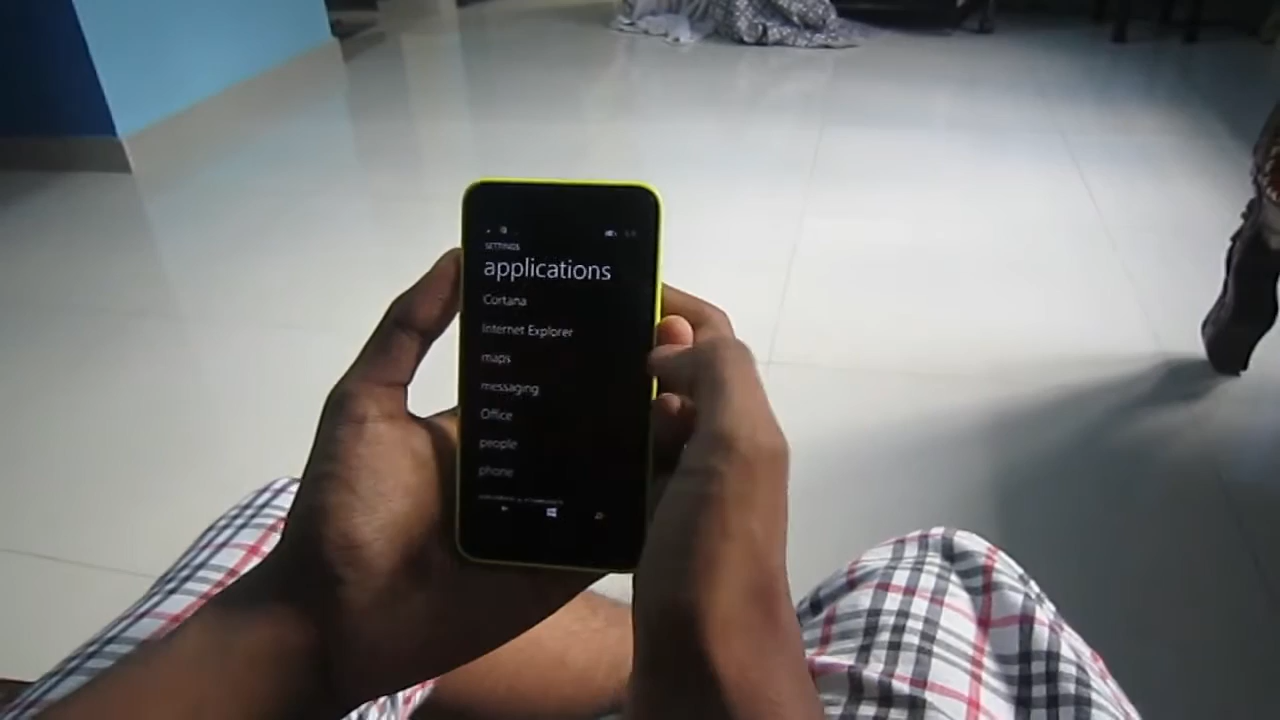 SETTINGS
applications
Cortana
Internet Explorer
maps
messaging
Office
people
phone